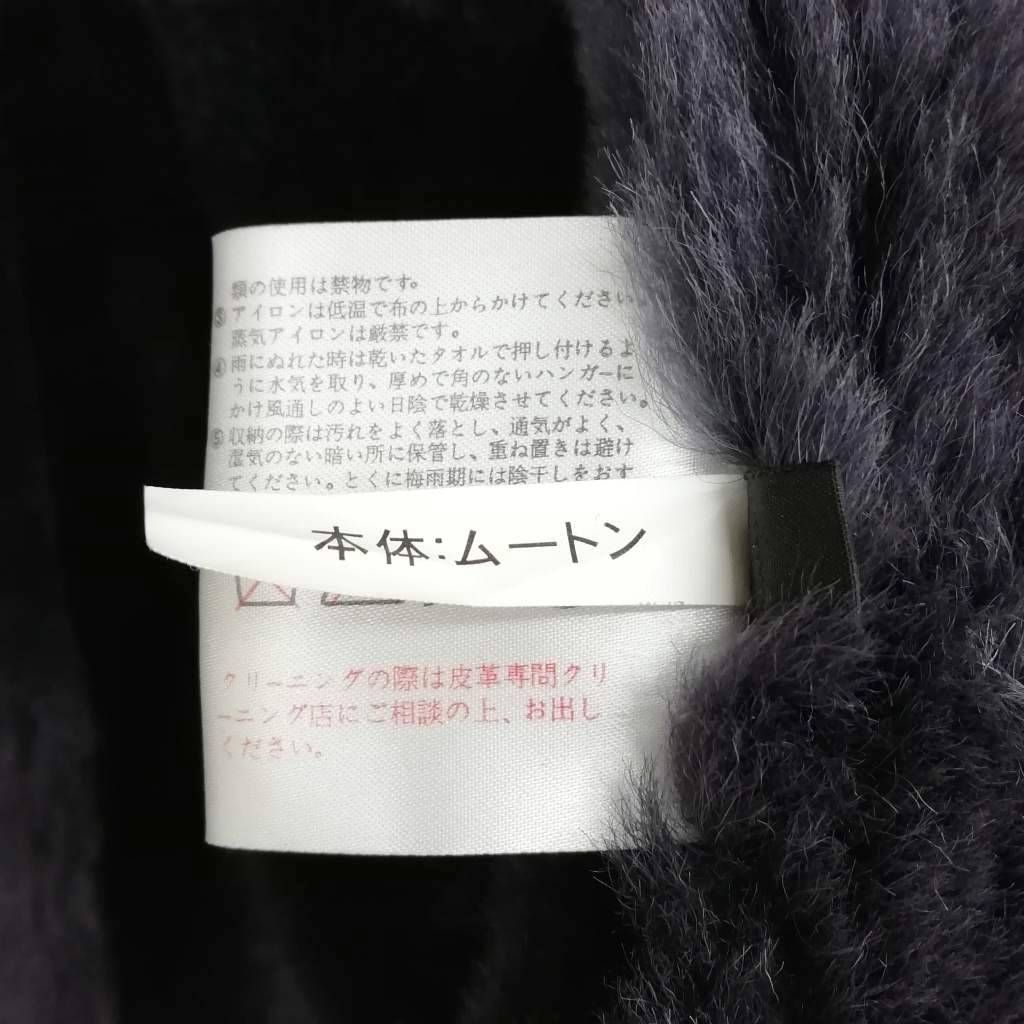 類の使用は禁物です。
③アイロンは低温で布の上からかけてください。
蒸気アイロンは厳禁です。
④雨にぬれた時は乾いたタオルで押し付けるよ
うに水気を取り、厚めで角のないハンガーに
かけ風通しのよい日陰で乾燥させてください。
⑤収納の際は汚れをよく落とし、通気がよく、
湿気のない暗い所に保管し、重ね置きは避け
てください。とくに梅雨期には陰干しをおす
本体:ムートン
クリーニングの際は皮革専問クリ
ーニング店にご相談の上、お出し
ください。